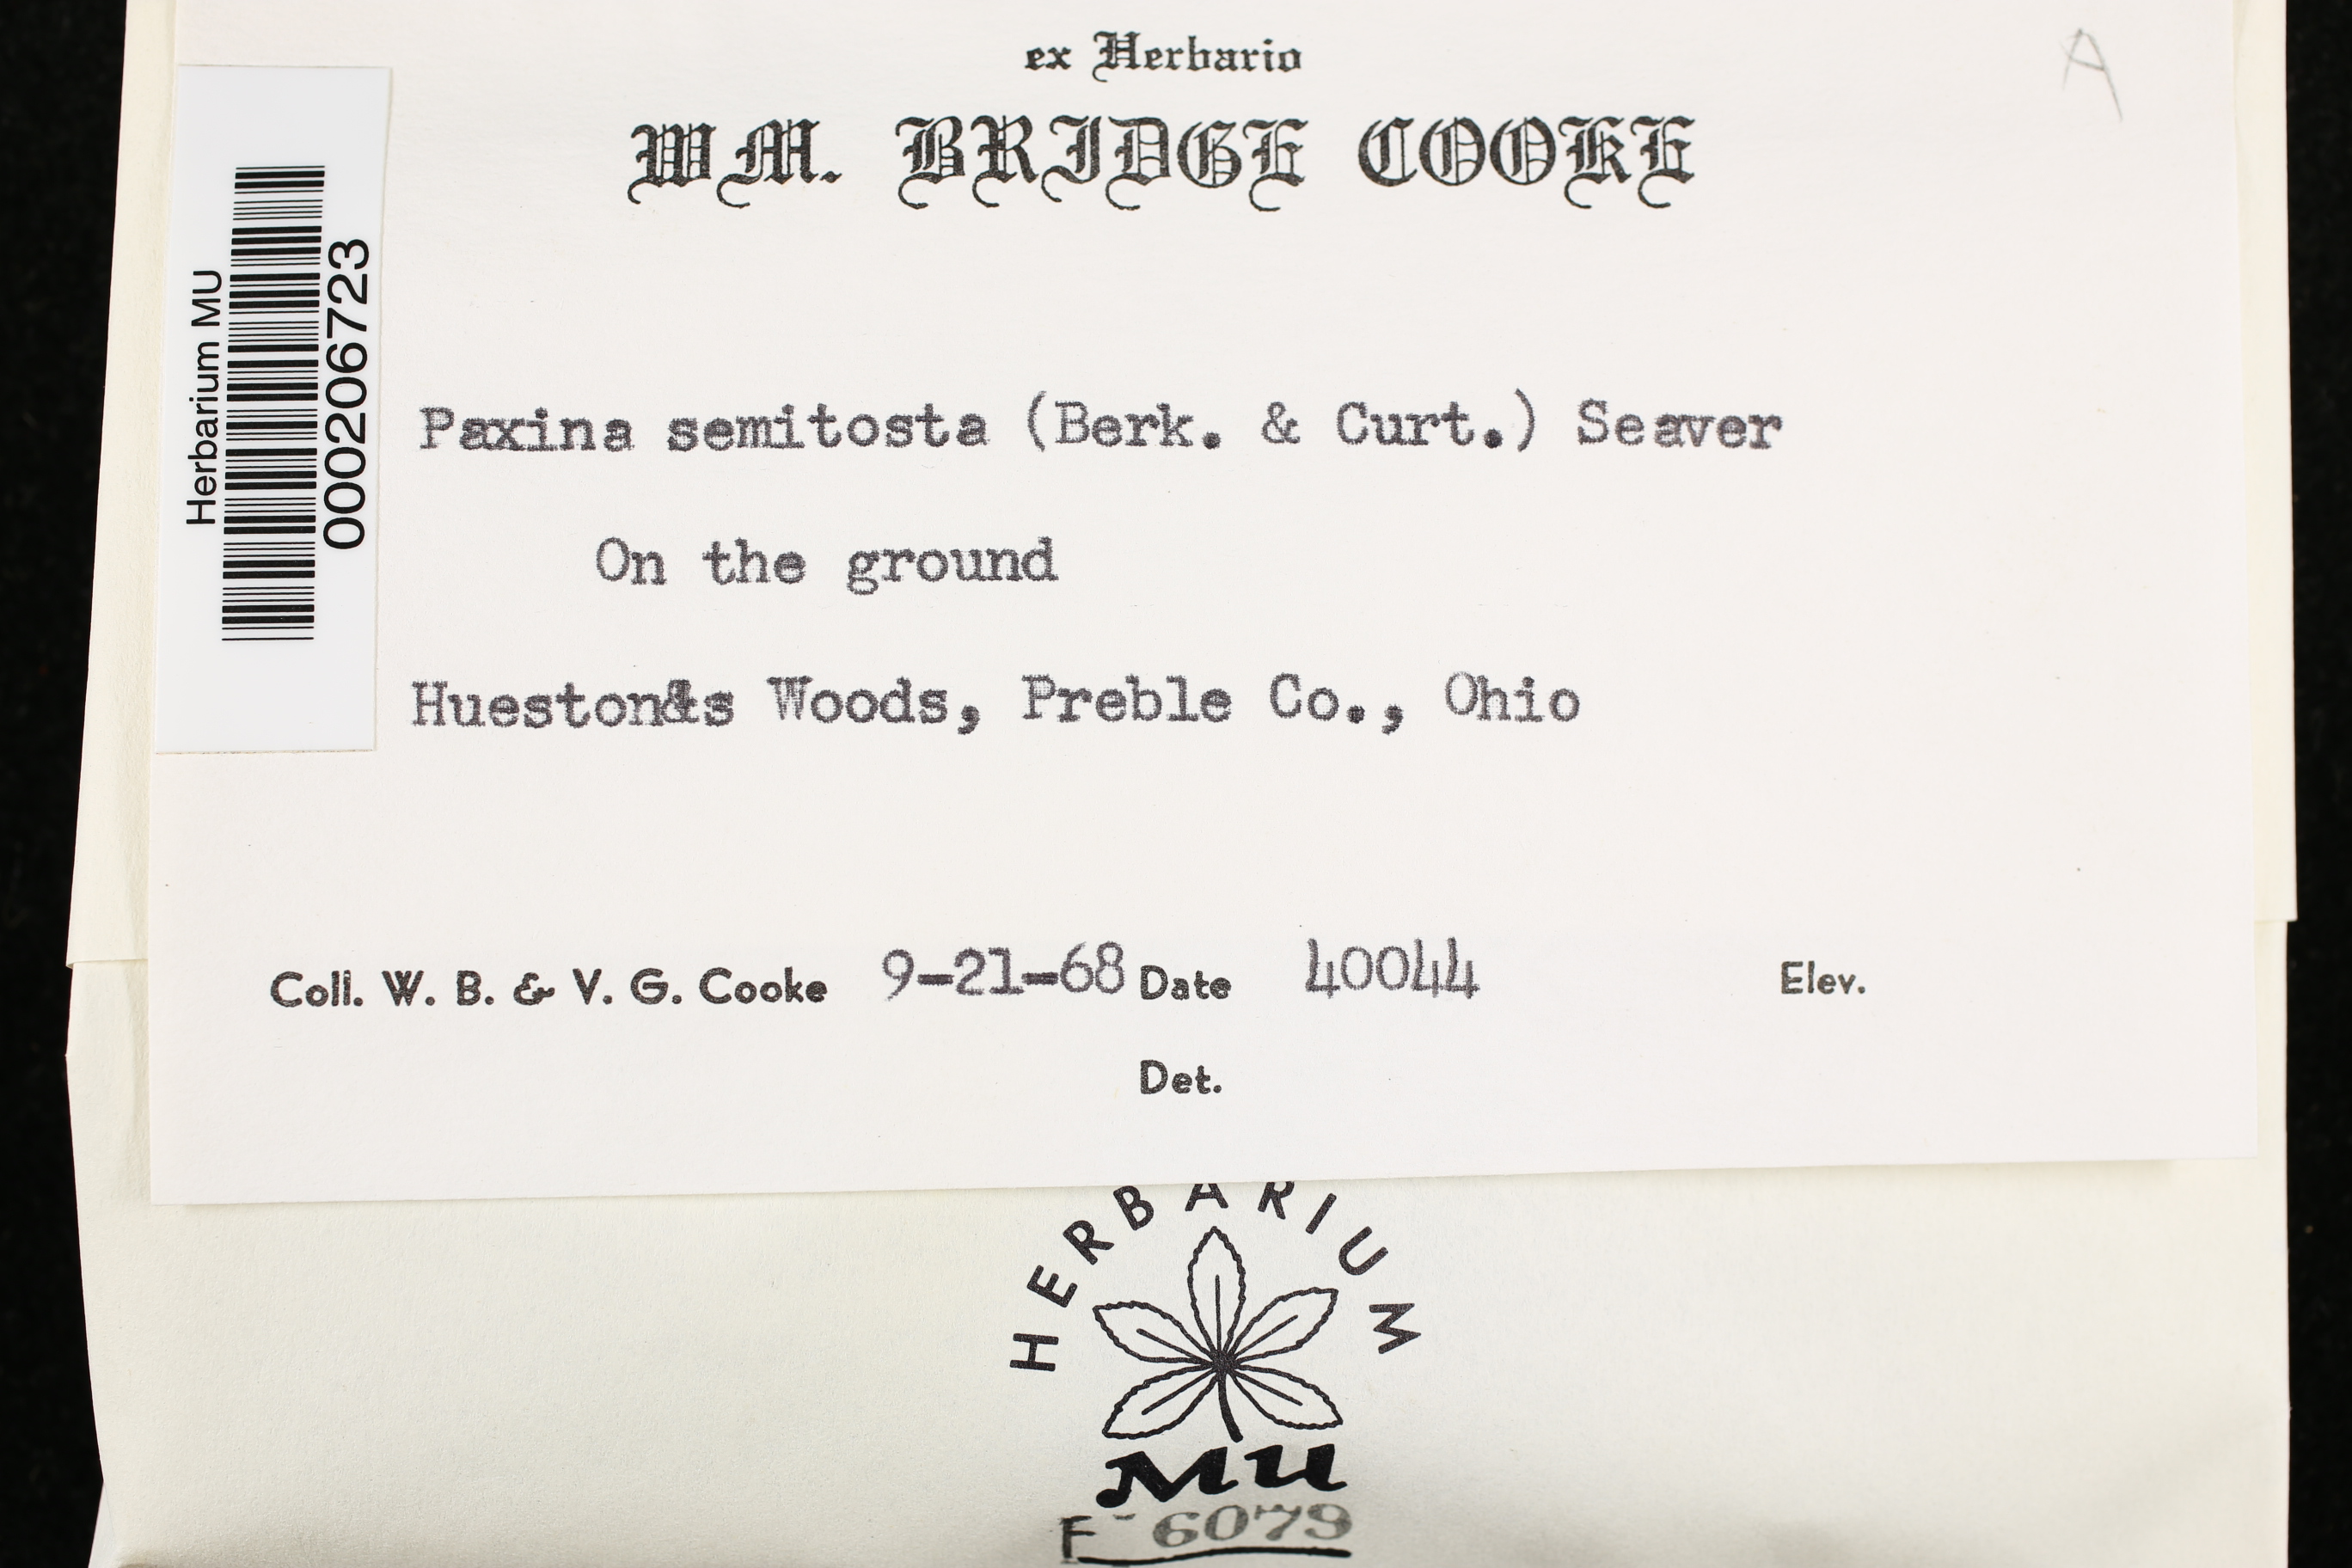 ex Herbario
A
WM. BRIDGE COOKE
Herbarium MU
000206723
Paxina semitosta (Berk. & Curt.) Seaver
On the ground
Hueston&s Woods, Preble Co., Ohio
Coll. W. B. & V. G. Cooke 9-21-68 Date 40044 Elev.
Det.
HERBARIUM
MU
F-6079